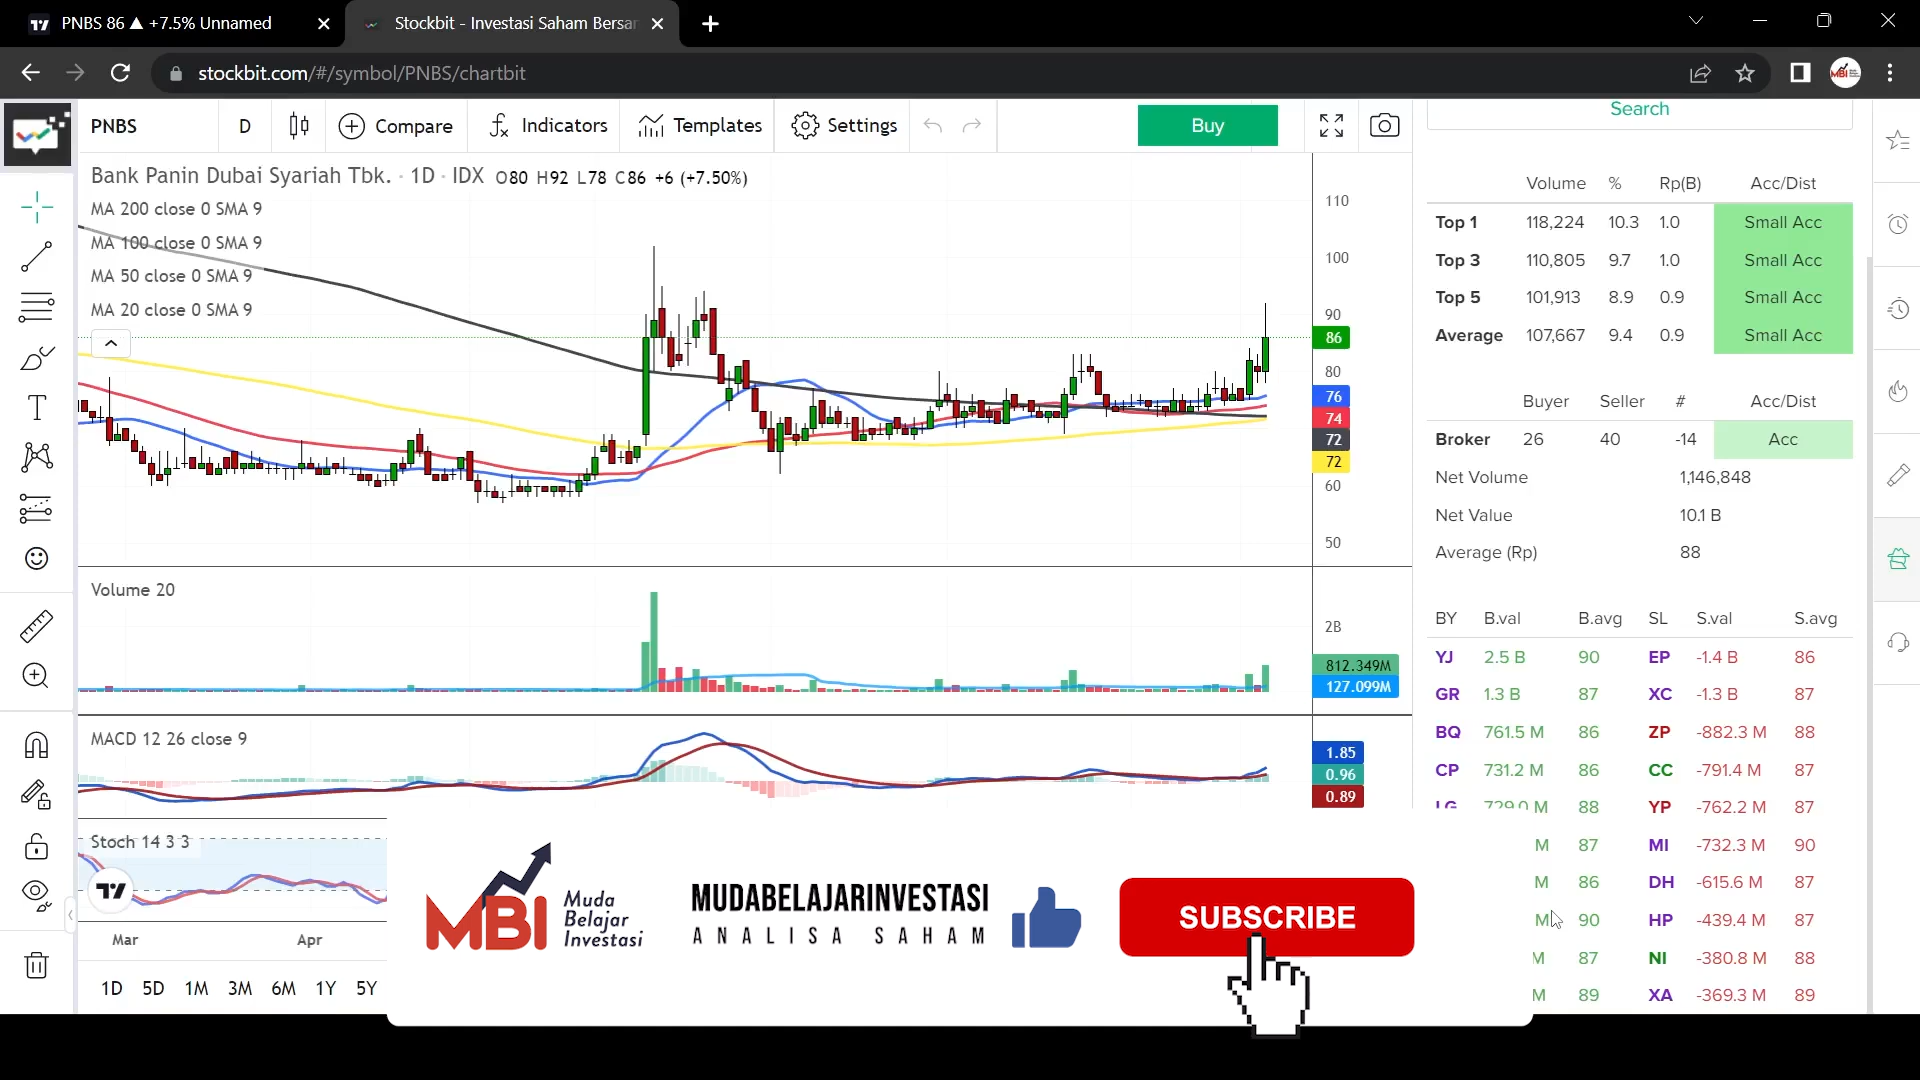 PNBS 86 ▲ +7.5% Unnamed
Stockbit - Investasi Saham Bersa
stockbit.com/#/symbol/PNBS/chartbit
PNBS D Compare Indicators Templates Settings Buy
Search
Bank Panin Dubai Syariah Tbk. · 1D · IDX O80 H92 L78 C86 +6 (+7.50%)
MA 200 close 0 SMA 9
MA 100 close 0 SMA 9
MA 50 close 0 SMA 9
MA 20 close 0 SMA 9
110
100
90
86
80
76
74
72
72
60
50
Volume 20
2B
812.349M
127.099M
MACD 12 26 close 9
1.85
0.96
0.89
Stoch 14 3 3
Mar Apr
1D 5D 1M 3M 6M 1Y 5Y
Volume % Rp(B) Acc/Dist
Top 1 118,224 10.3 1.0 Small Acc
Top 3 110,805 9.7 1.0 Small Acc
Top 5 101,913 8.9 0.9 Small Acc
Average 107,667 9.4 0.9 Small Acc
Buyer Seller # Acc/Dist
Broker 26 40 -14 Acc
Net Volume 1,146,848
Net Value 10.1 B
Average (Rp) 88
BY B.val B.avg SL S.val S.avg
YJ 2.5 B 90 EP -1.4 B 86
GR 1.3 B 87 XC -1.3 B 87
BQ 761.5 M 86 ZP -882.3 M 88
CP 731.2 M 86 CC -791.4 M 87
LG 729.0 M 88 YP -762.2 M 87
M 87 MI -732.3 M 90
M 86 DH -615.6 M 87
M 90 HP -439.4 M 87
M 87 NI -380.8 M 88
M 89 XA -369.3 M 89
MBI
Muda
Belajar
Investasi
MUDABELAJARINVESTASI
ANALISA SAHAM
SUBSCRIBE